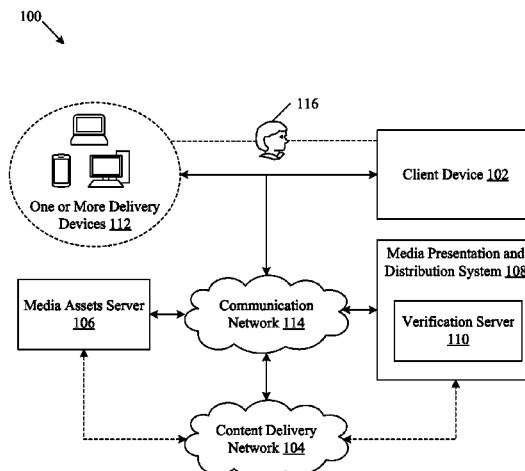 100
116
One or More Delivery
Devices 112
Client Device 102
Media Assets Server
106
Communication
Network 114
Media Presentation and
Distribution System 108
Verification Server
110
Content Delivery
Network 104